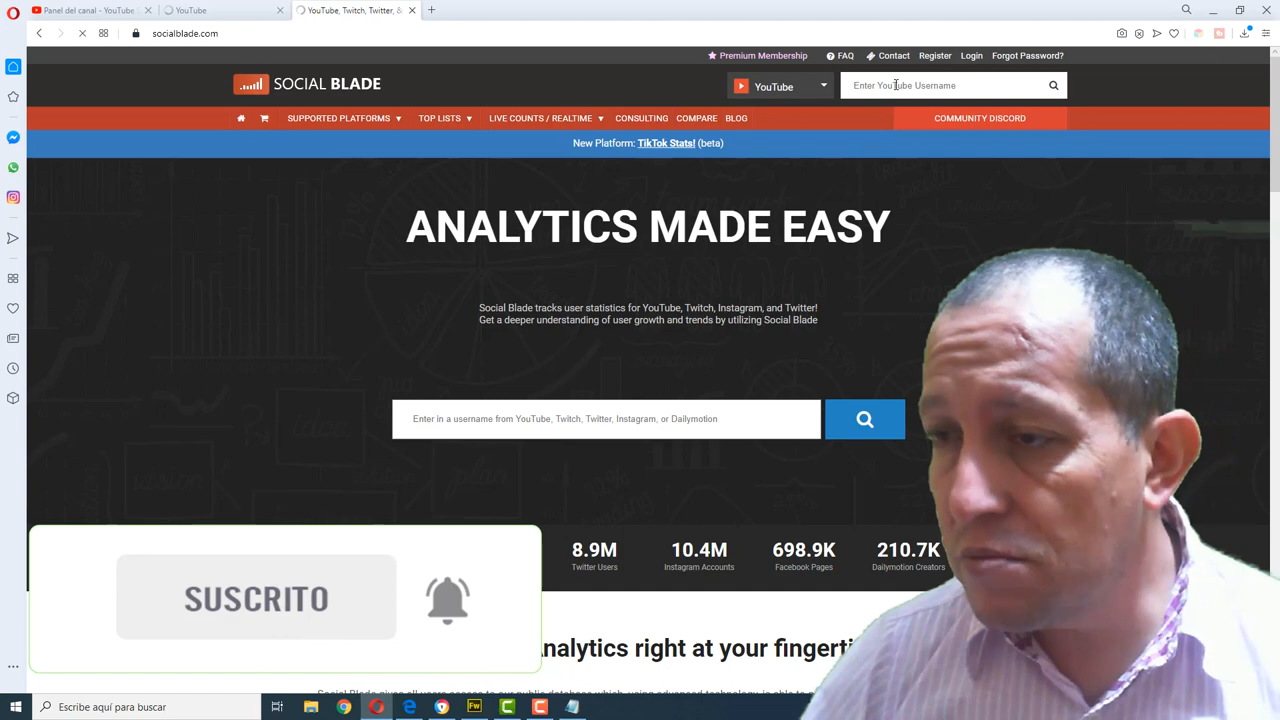 Panel del canal - YouTube
YouTube
YouTube, Twitch, Twitter, &
socialblade.com
Premium Membership
FAQ
Contact
Register
Login
Forgot Password?
SOCIAL BLADE
YouTube
Enter YouTube Username
SUPPORTED PLATFORMS
TOP LISTS
LIVE COUNTS / REALTIME
CONSULTING
COMPARE
BLOG
COMMUNITY DISCORD
New Platform: TikTok Stats! (beta)
ANALYTICS MADE EASY
Social Blade tracks user statistics for YouTube, Twitch, Instagram, and Twitter!
Get a deeper understanding of user growth and trends by utilizing Social Blade
Enter in a username from YouTube, Twitch, Twitter, Instagram, or Dailymotion
8.9M
Twitter Users
10.4M
Instagram Accounts
698.9K
Facebook Pages
210.7K
Dailymotion Creators
SUSCRITO
nalytics right at your fingerti
Fw
Escribe aquí para buscar